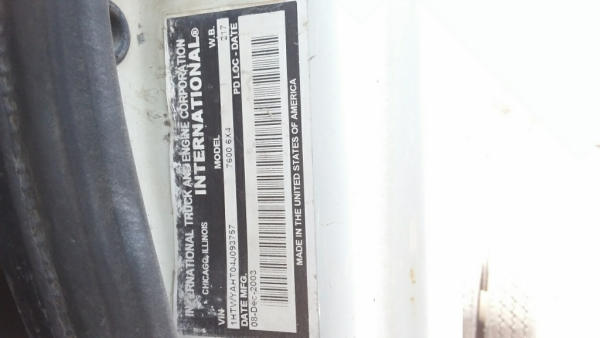 INTERNATIONAL TRUCK AND ENGINE CORPORATION
INTERNATIONAL®
CHICAGO, ILLINOIS
VIN MODEL W.B.
1HTWYAHT04J093757 7600 6X4 217
DATE MFG. PD LOC - DATE
08-Dec-2003
MADE IN THE UNITED STATES OF AMERICA